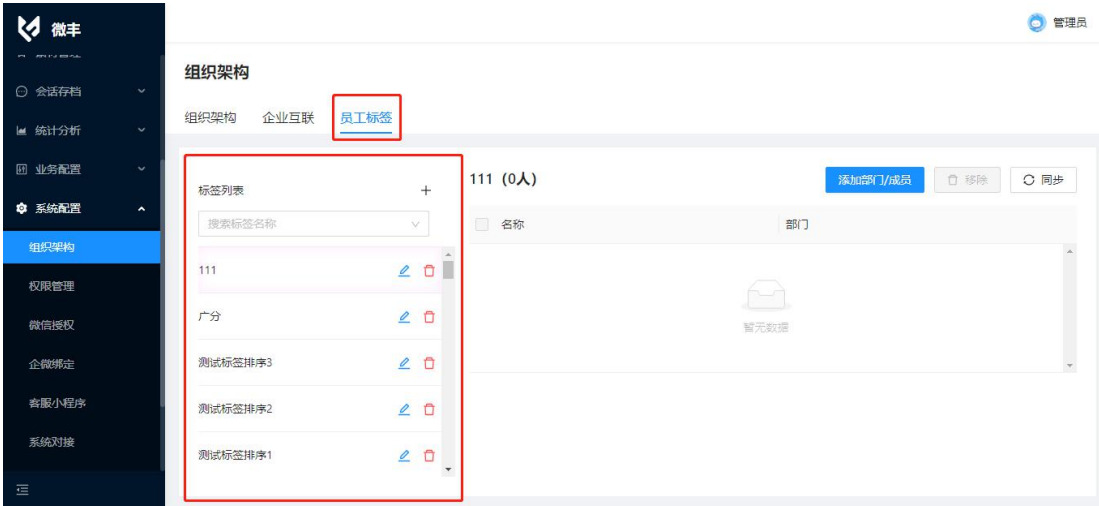 微丰
管理员
会话存档
统计分析
业务配置
系统配置
组织架构
权限管理
微信授权
企微绑定
客服小程序
系统对接
组织架构
组织架构 企业互联 员工标签
标签列表 +
搜索标签名称
111
广分
测试标签排序3
测试标签排序2
测试标签排序1
111 (0人)
添加部门/成员 移除 同步
名称 部门
暂无数据